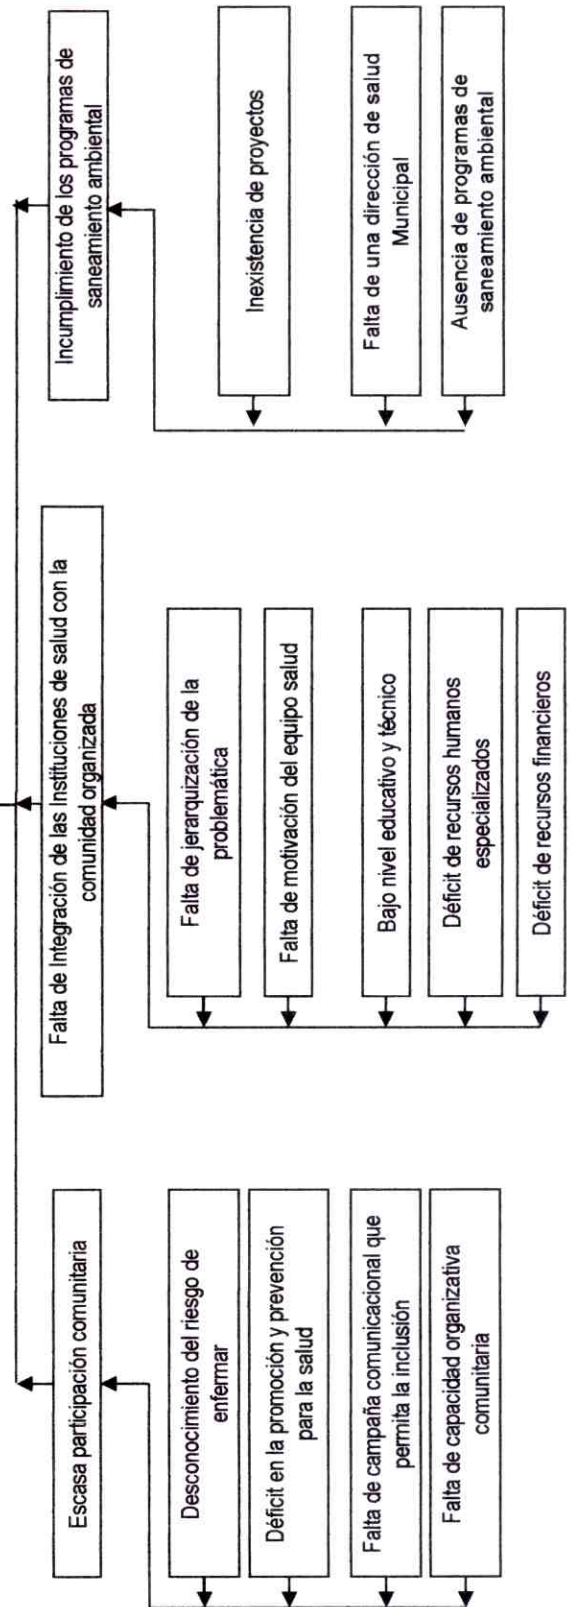 Escasa participación comunitaria
Desconocimiento del riesgo de
enfermar
Déficit en la promoción y prevención
para la salud
Falta de campaña comunicacional que
permita la inclusión
Falta de capacidad organizativa
comunitaria
Falta de Integración de las Instituciones de salud con la
comunidad organizada
Falta de jerarquización de la
problemática
Falta de motivación del equipo salud
Bajo nivel educativo y técnico
Déficit de recursos humanos
especializados
Déficit de recursos financieros
Incumplimiento de los programas de
saneamiento ambiental
Inexistencia de proyectos
Falta de una dirección de salud
Municipal
Ausencia de programas de
saneamiento ambiental